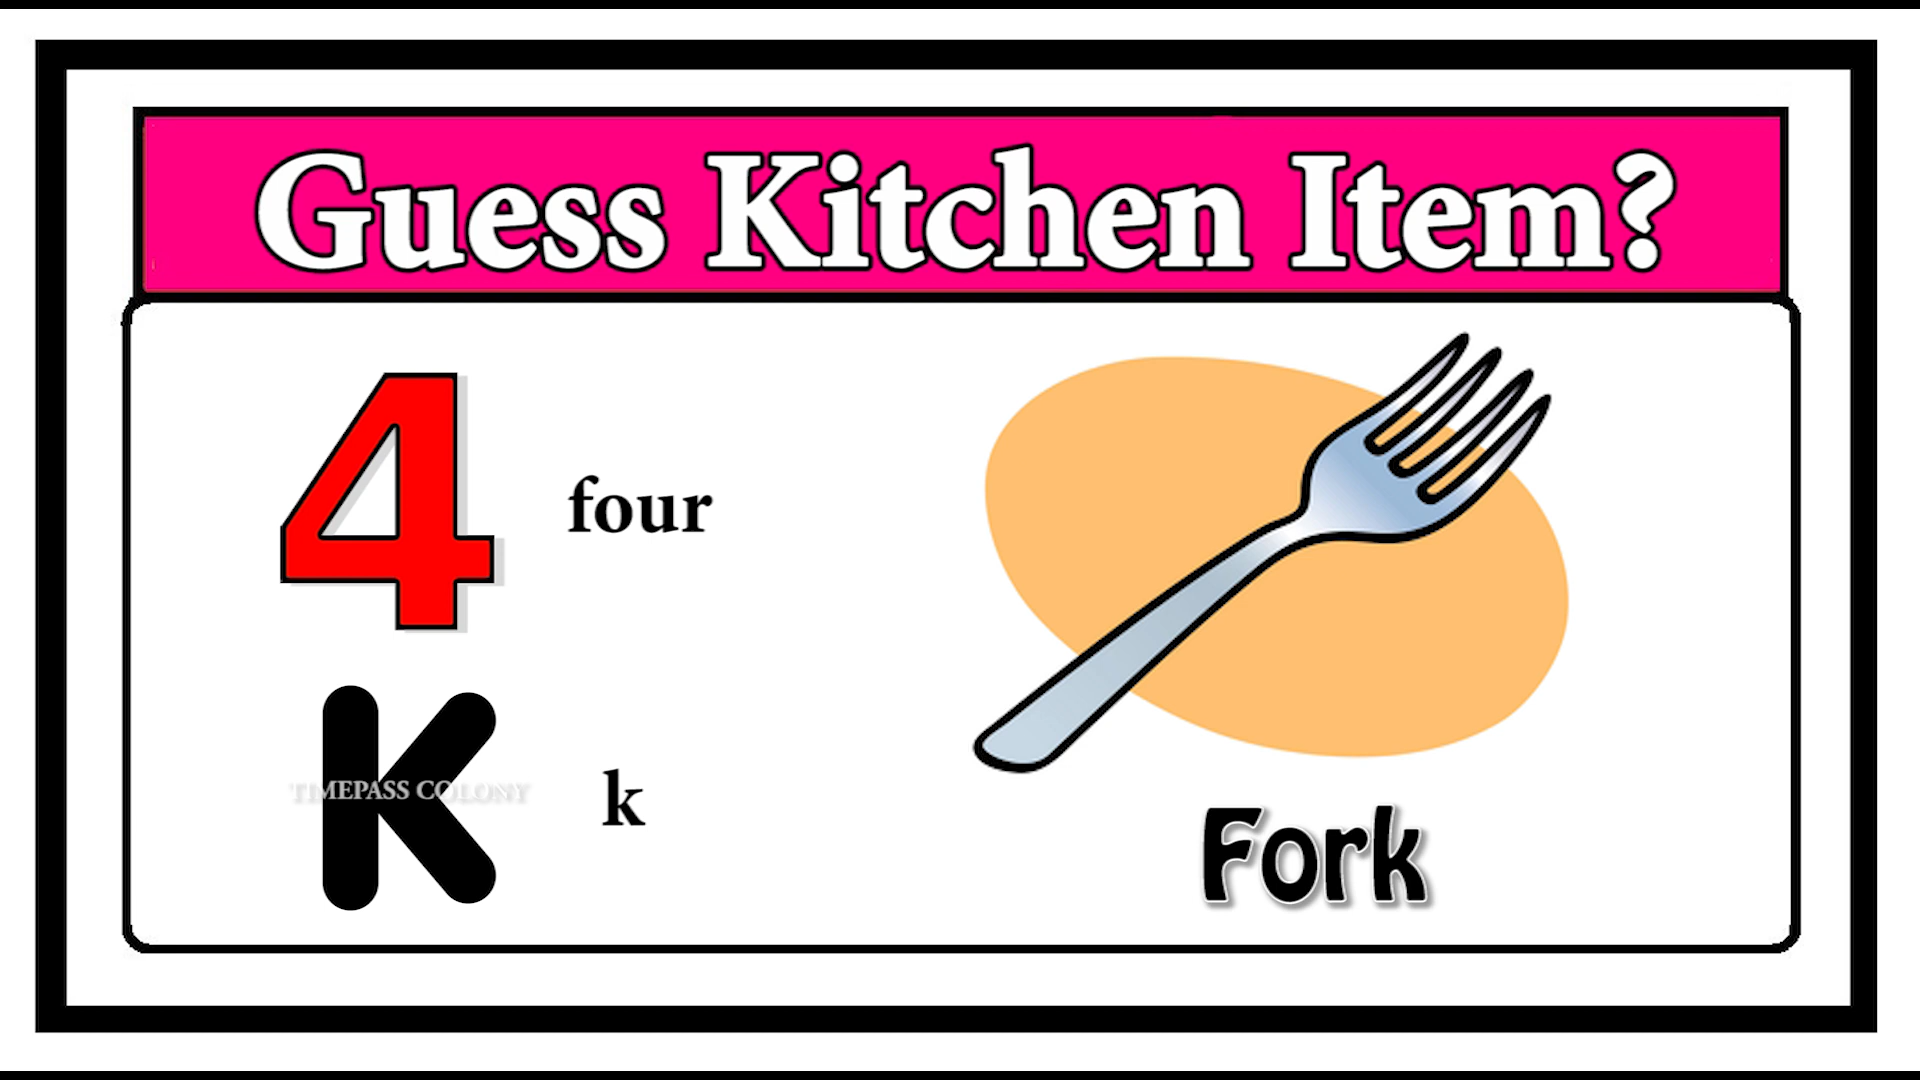 Guess Kitchen Item?
4 four
K k
TIMEPASS COLONY
Fork